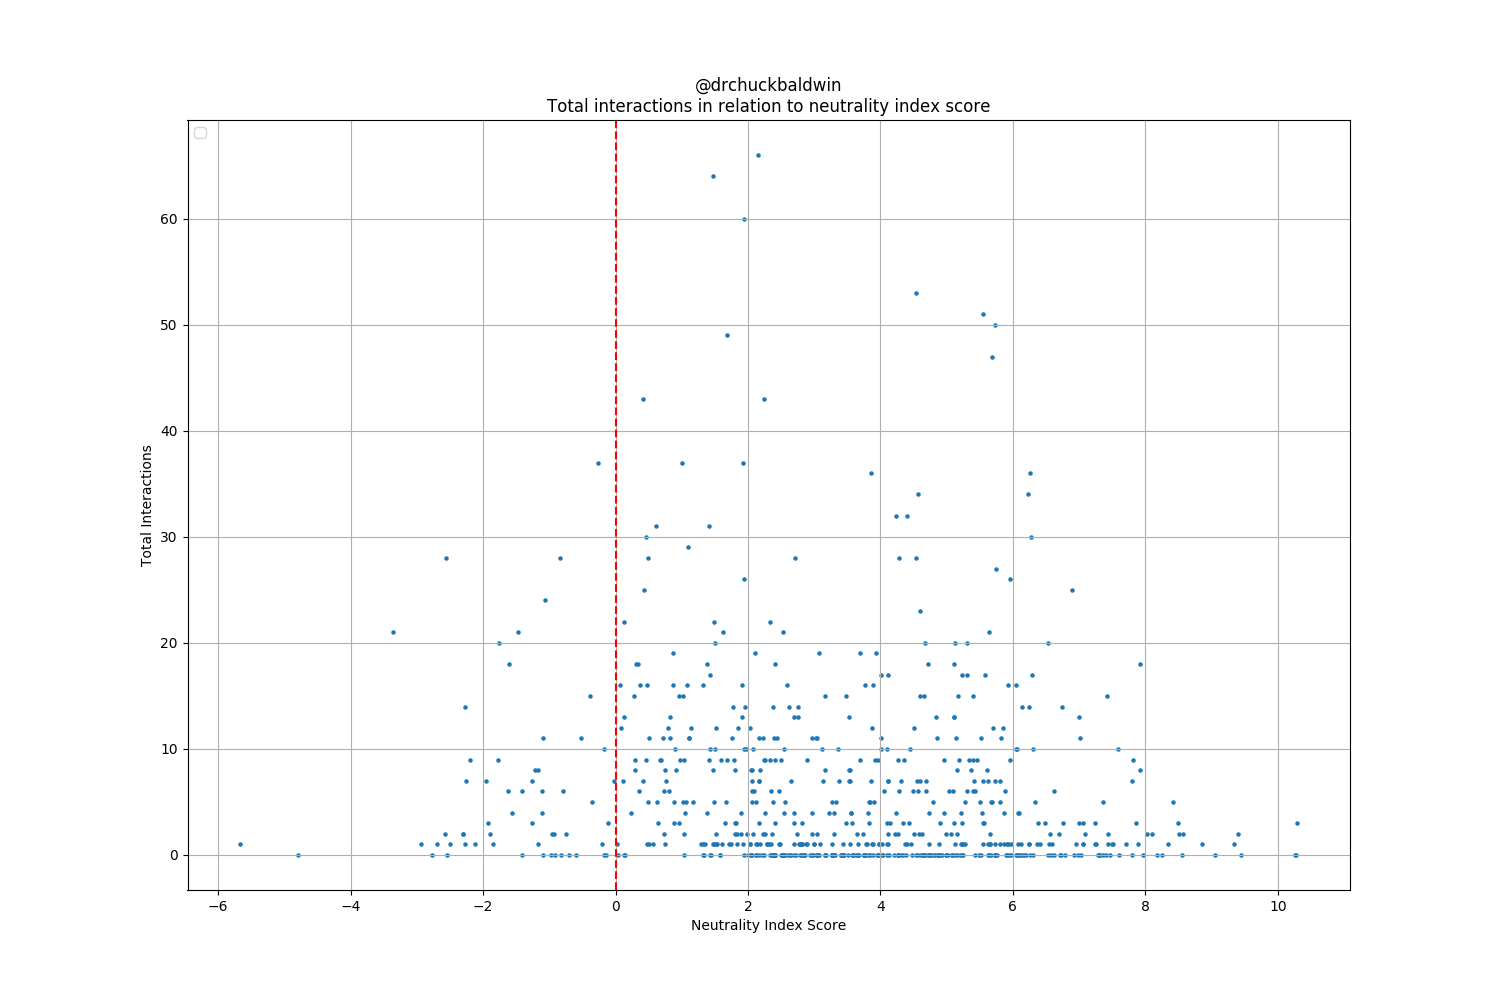 @drchuckbaldwin
Total interactions in relation to neutrality index score
60
50
40
30
20
10
0
Total Interactions
−6 −4 −2 0 2 4 6 8 10
Neutrality Index Score